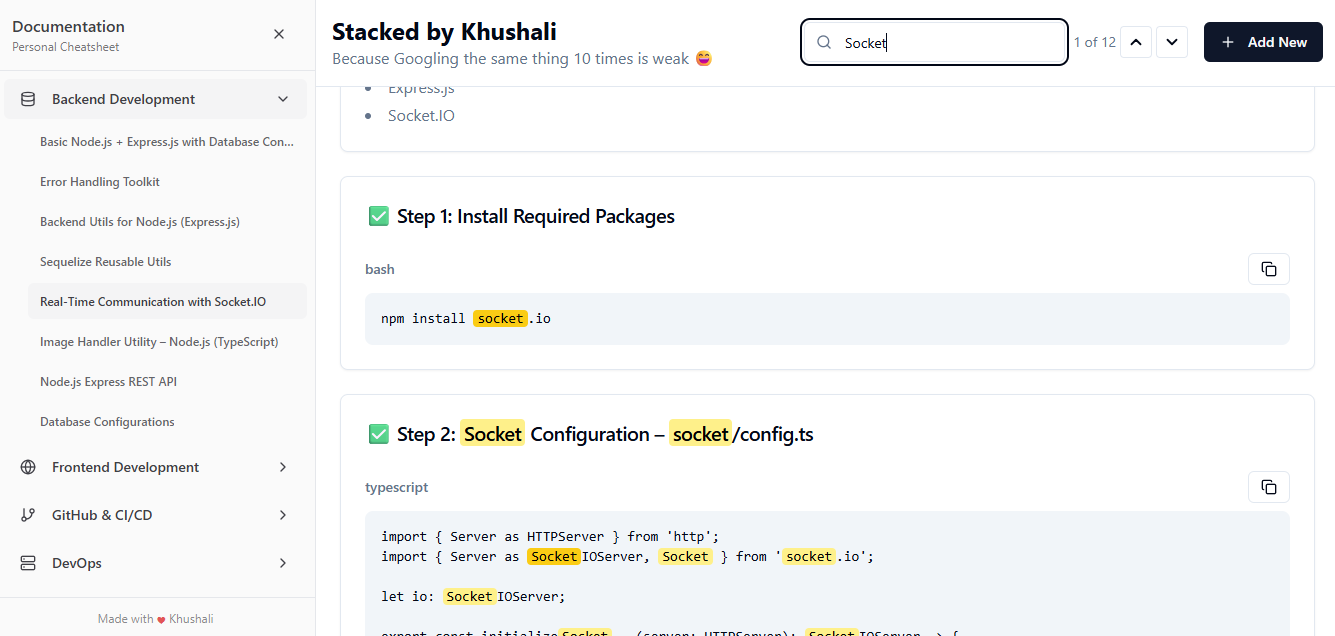 Documentation
Personal Cheatsheet
Backend Development
Basic Node.js + Express.js with Database Con...
Error Handling Toolkit
Backend Utils for Node.js (Express.js)
Sequelize Reusable Utils
Real-Time Communication with Socket.IO
Image Handler Utility – Node.js (TypeScript)
Node.js Express REST API
Database Configurations
Frontend Development
GitHub & CI/CD
DevOps
Made with ♥ Khushali
Stacked by Khushali
Because Googling the same thing 10 times is weak 😄
Socket
1 of 12
+ Add New
• Express.js
• Socket.IO
✅ Step 1: Install Required Packages
bash
npm install socket.io
✅ Step 2: Socket Configuration – socket/config.ts
typescript
import { Server as HTTPServer } from 'http';
import { Server as SocketIOServer, Socket } from 'socket.io';
let io: SocketIOServer;
export const initializeSocket = (server: HTTPServer): SocketIOServer => {